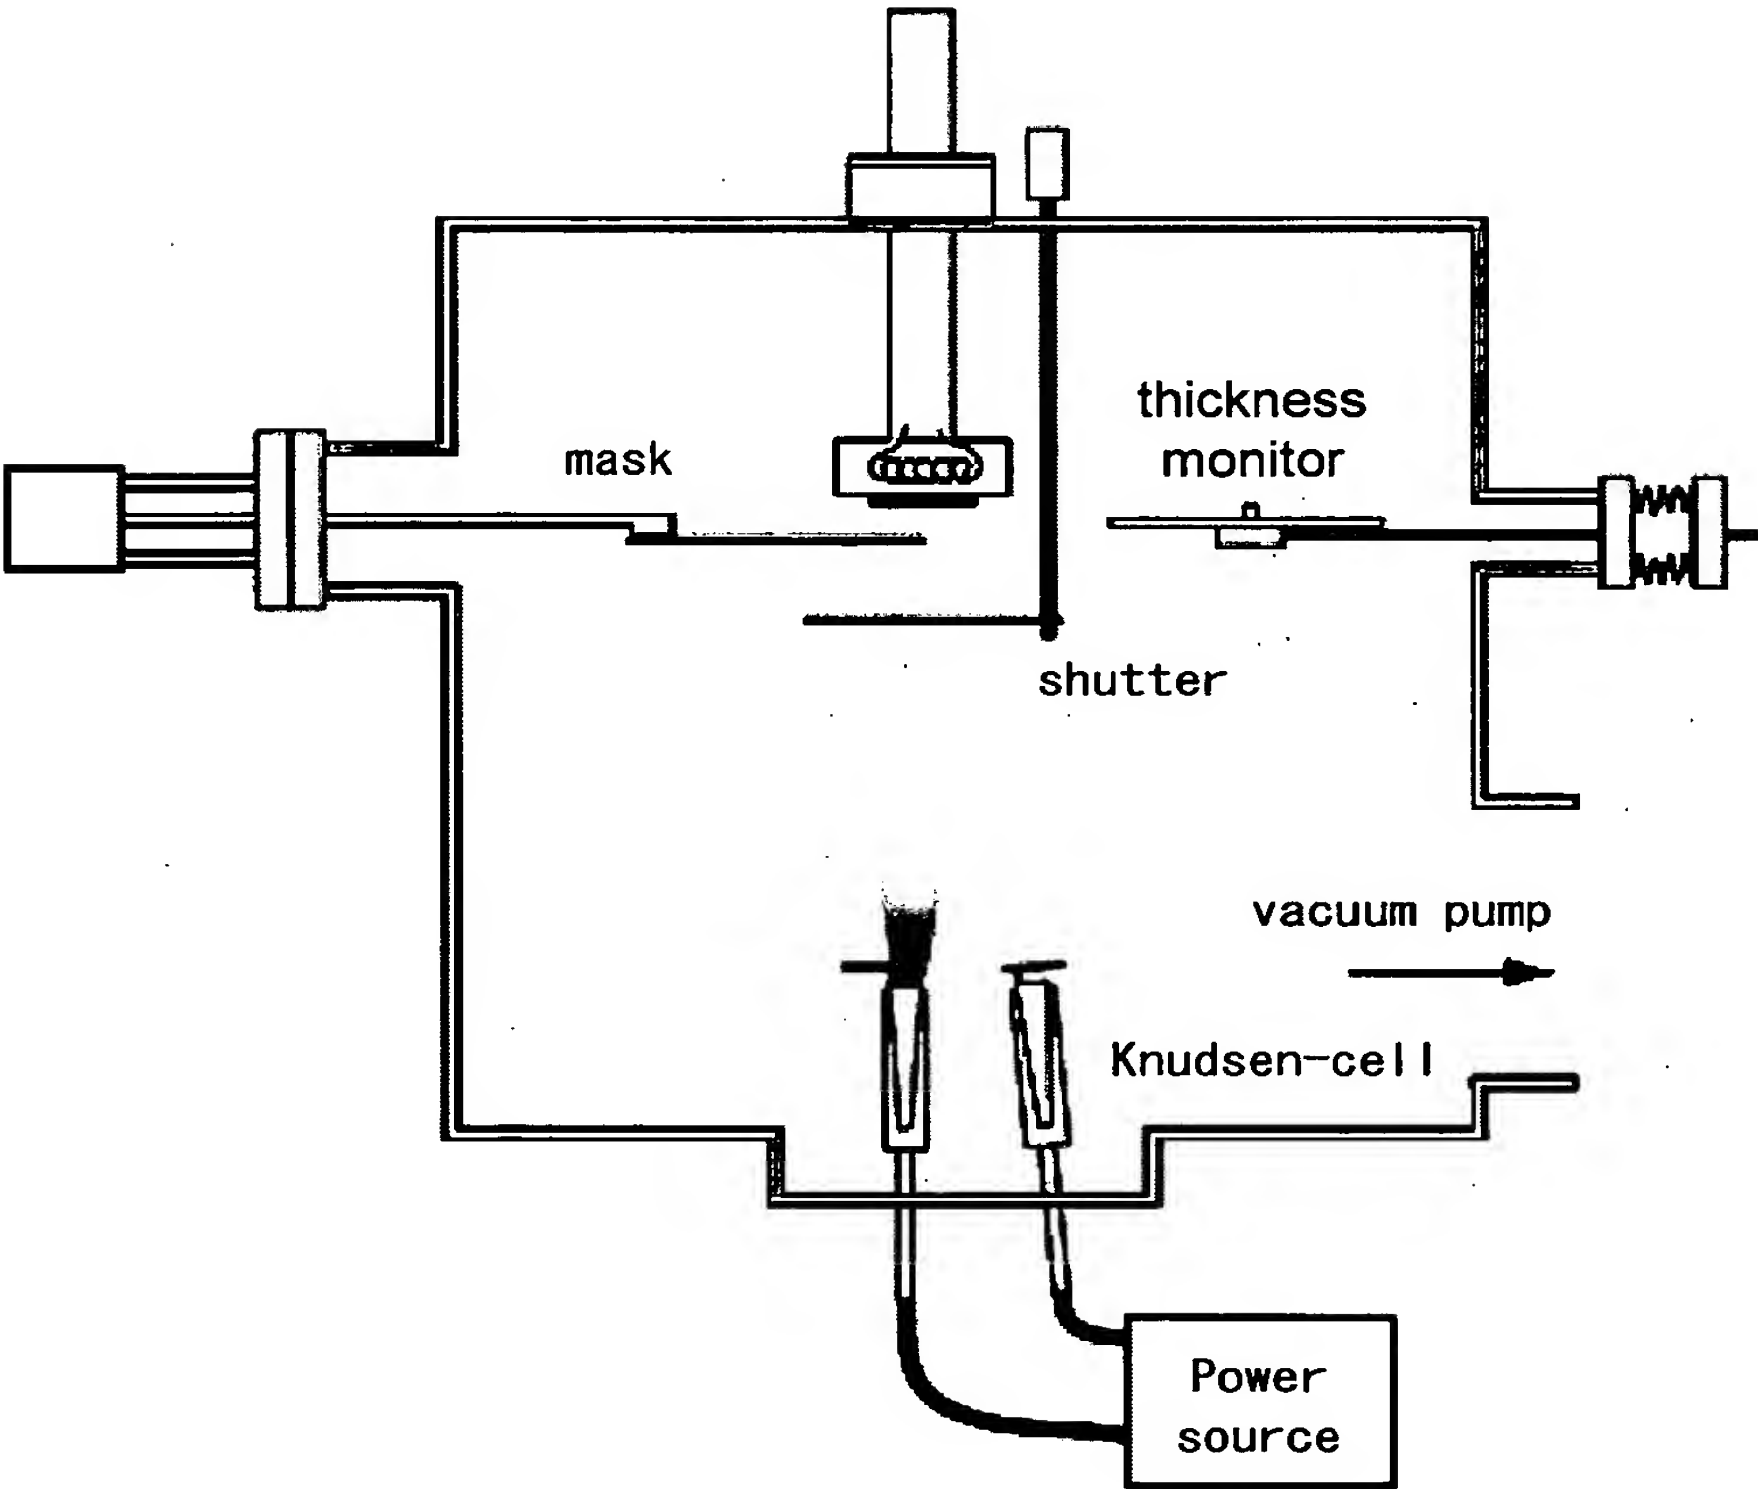 mask
thickness
monitor
shutter
vacuum pump
Knudsen-cell
Power
source